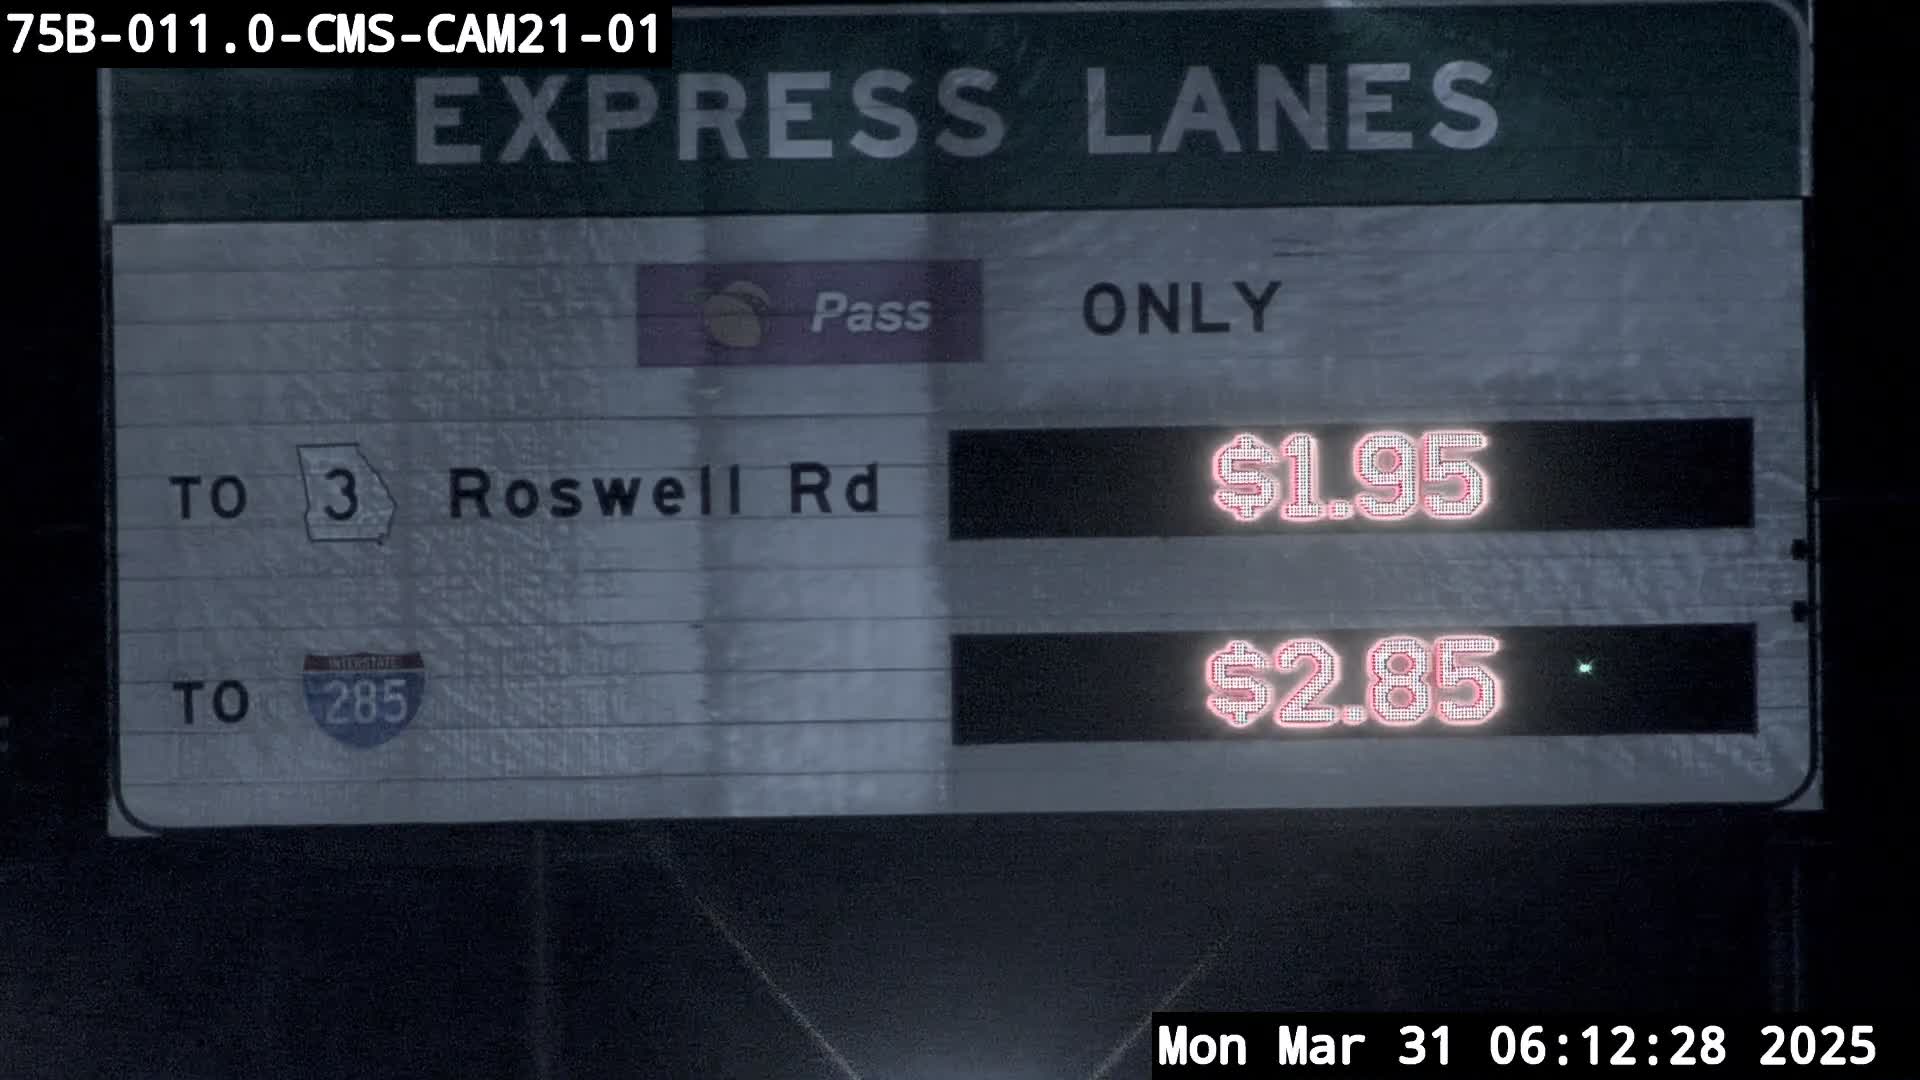 75B-011.0-CMS-CAM21-01
EXPRESS LANES
Pass ONLY
TO 3 Roswell Rd $1.95
INTERSTATE
TO 285 $2.85
Mon Mar 31 06:12:28 2025